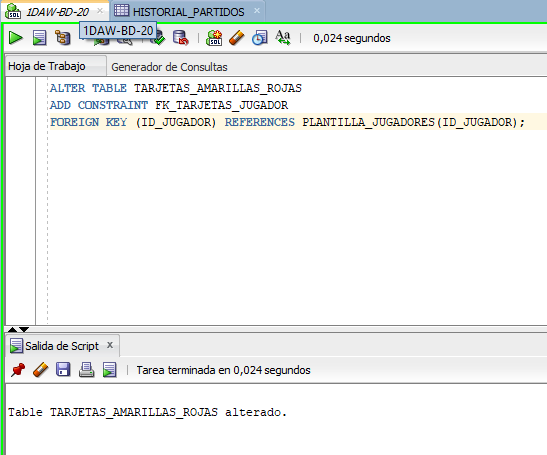 1DAW-BD-20
HISTORIAL_PARTIDOS
1DAW-BD-20
SQL
Aa
0,024 segundos
Hoja de Trabajo
Generador de Consultas
ALTER TABLE TARJETAS_AMARILLAS_ROJAS
ADD CONSTRAINT FK_TARJETAS_JUGADOR
FOREIGN KEY (ID_JUGADOR) REFERENCES PLANTILLA_JUGADORES(ID_JUGADOR);
Salida de Script
Tarea terminada en 0,024 segundos
Table TARJETAS_AMARILLAS_ROJAS alterado.